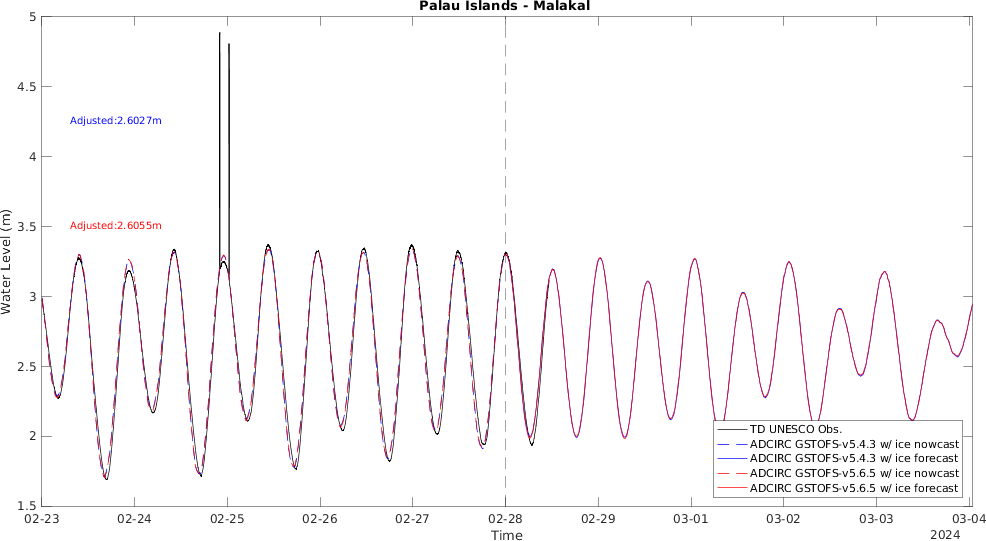 Palau Islands - Malakal
5
4.5
4
3.5
3
2.5
2
1.5
Water Level (m)
Adjusted:2.6027m
Adjusted:2.6055m
TD UNESCO Obs.
ADCIRC GSTOFS-v5.4.3 w/ ice nowcast
ADCIRC GSTOFS-v5.4.3 w/ ice forecast
ADCIRC GSTOFS-v5.6.5 w/ ice nowcast
ADCIRC GSTOFS-v5.6.5 w/ ice forecast
02-23 02-24 02-25 02-26 02-27 02-28 02-29 03-01 03-02 03-03 03-04
Time
2024